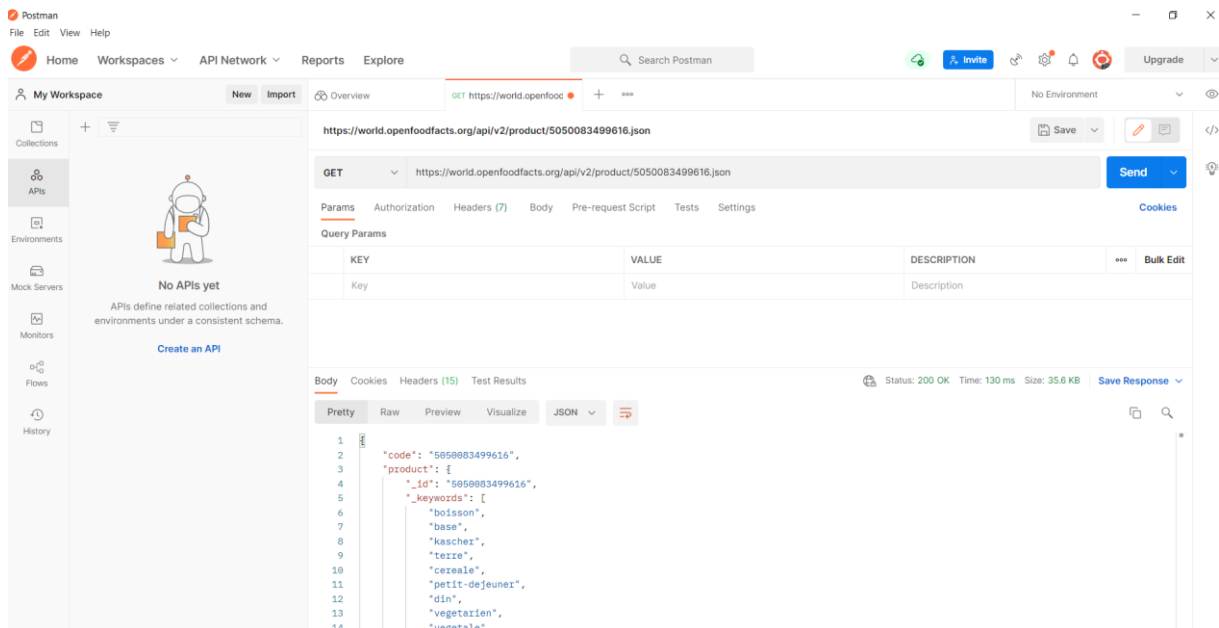 Postman
File Edit View Help
Home Workspaces API Network Reports Explore Search Postman Invite Upgrade
My Workspace New Import Overview GET https://world.openfood No Environment
https://world.openfoodfacts.org/api/v2/product/5050083499616.json Save
Collections
APIs
Environments
Mock Servers
Monitors
Flows
History
No APIs yet
APIs define related collections and
environments under a consistent schema.
Create an API
GET https://world.openfoodfacts.org/api/v2/product/5050083499616.json Send
Params Authorization Headers (7) Body Pre-request Script Tests Settings Cookies
Query Params
KEY VALUE DESCRIPTION Bulk Edit
Key Value Description
Body Cookies Headers (15) Test Results Status: 200 OK Time: 130 ms Size: 35.6 KB Save Response
Pretty Raw Preview Visualize JSON
1 {
2 "code": "5050083499616",
3 "product": {
4 "_id": "5050083499616",
5 "_keywords": [
6 "boisson",
7 "base",
8 "kascher",
9 "terre",
10 "cereale",
11 "petit-dejeuner",
12 "din",
13 "vegetarien",
14 "vegetale"